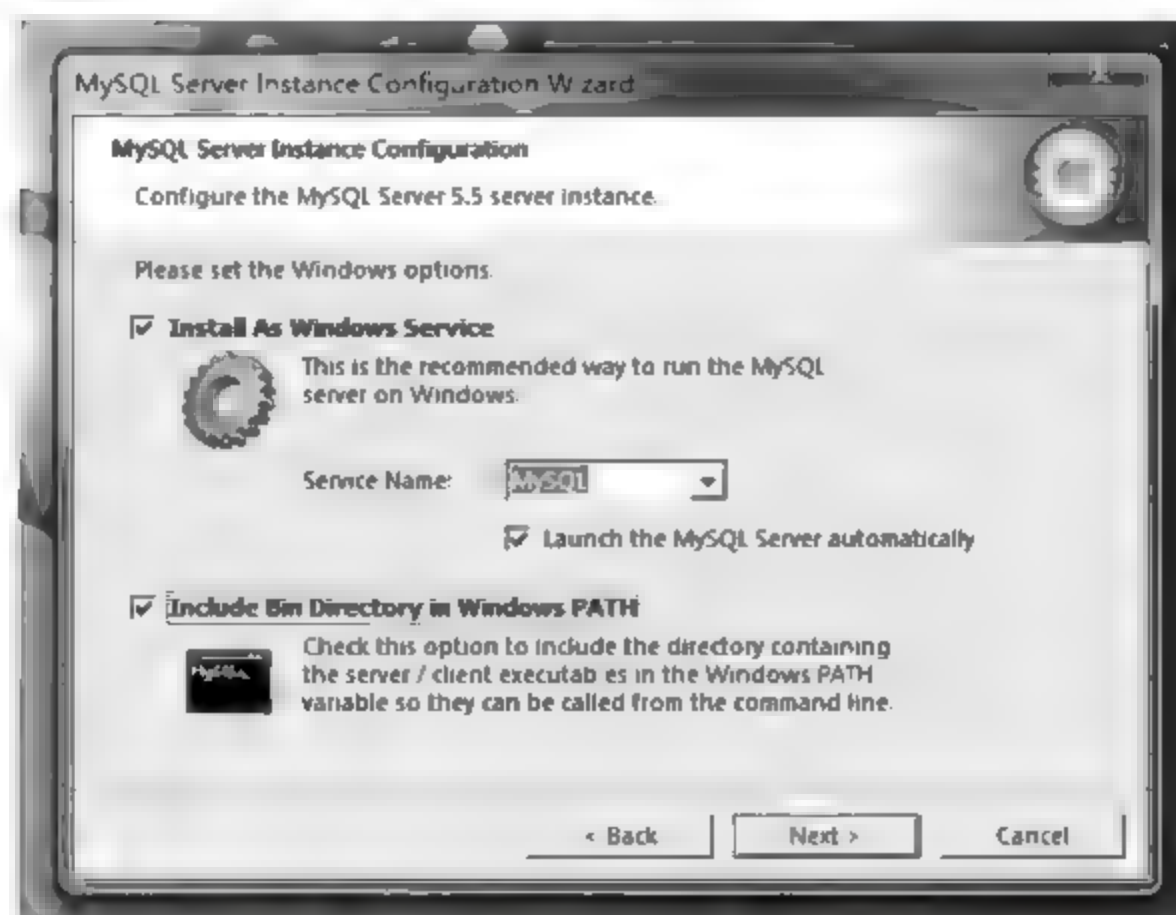 MySQL Server Instance Configuration Wizard
MySQL Server Instance Configuration
Configure the MySQL Server 5.5 server instance.
Please set the Windows options.
Install As Windows Service
This is the recommended way to run the MySQL
server on Windows.
Service Name: MySQL
Launch the MySQL Server automatically
Include Bin Directory in Windows PATH
Check this option to include the directory containing
the server / client executables in the Windows PATH
variable so they can be called from the command line.
MySQL
< Back Next > Cancel